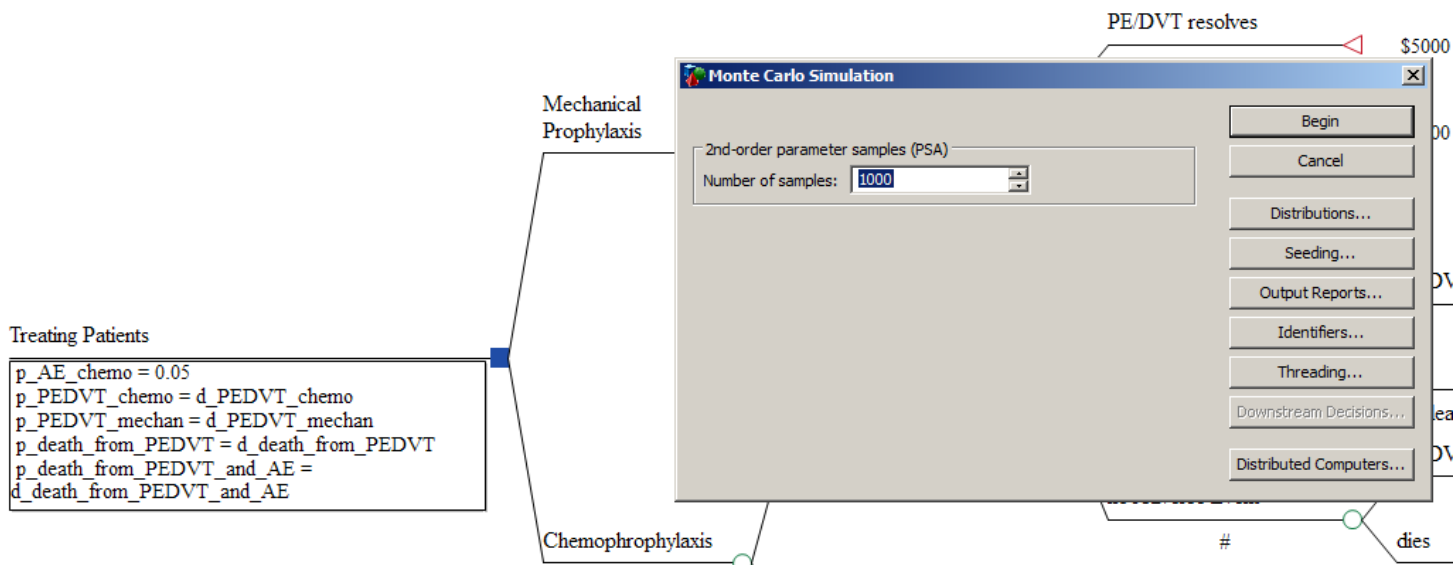 PE/DVT resolves
$5000
Monte Carlo Simulation
Mechanical
Prophylaxis
Begin
00
2nd-order parameter samples (PSA)
Number of samples: 1000
Cancel
Distributions...
Seeding...
Output Reports...
Identifiers...
Threading...
Downstream Decisions...
Distributed Computers...
Treating Patients
p_AE_chemo = 0.05
p_PEDVT_chemo = d_PEDVT_chemo
p_PEDVT_mechan = d_PEDVT_mechan
p_death_from_PEDVT = d_death_from_PEDVT
p_death_from_PEDVT_and_AE =
d_death_from_PEDVT_and_AE
Chemophrophylaxis
#
dies